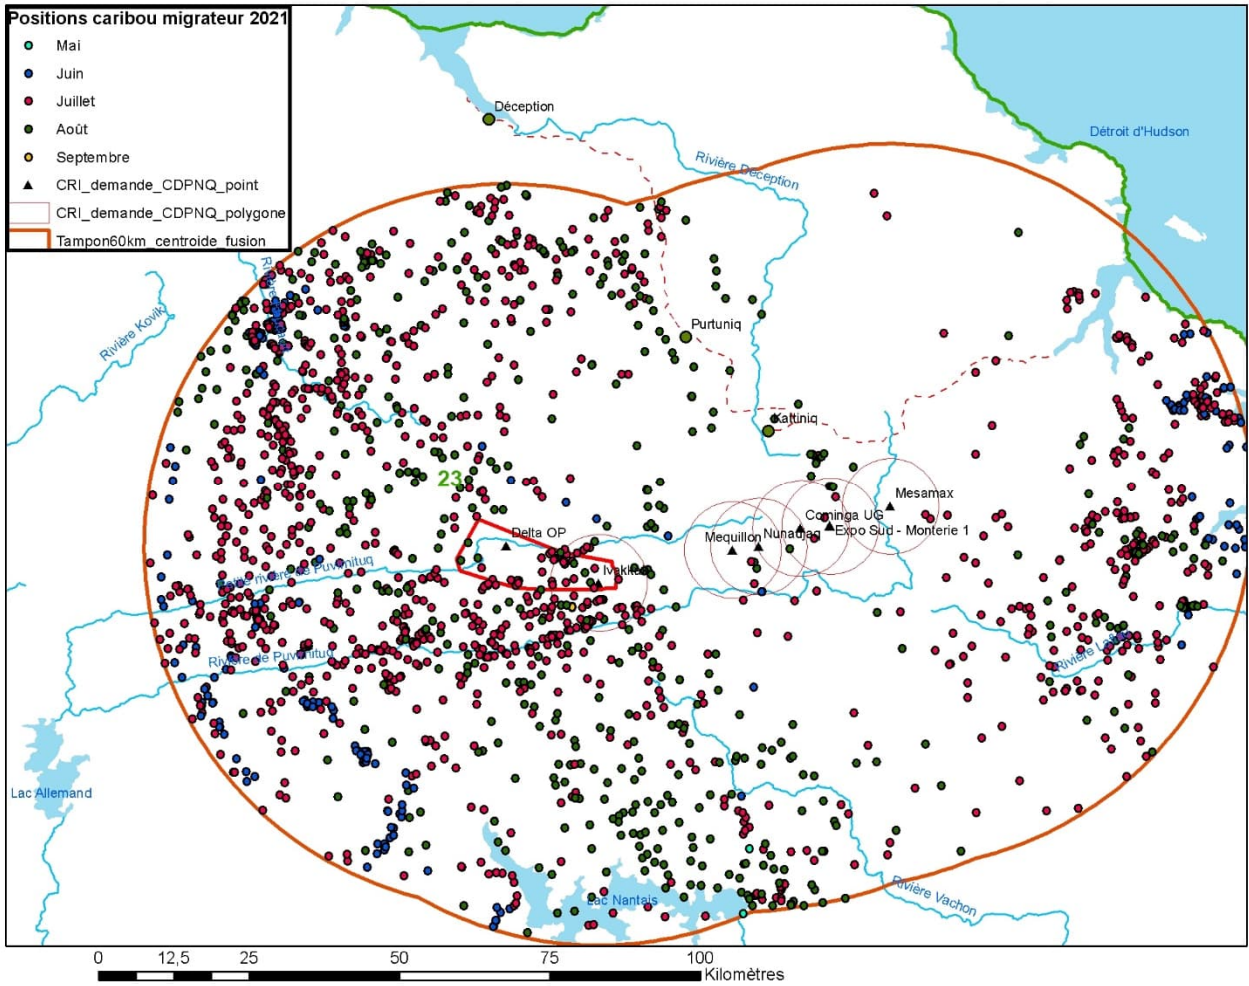 Positions caribou migrateur 2021
Mai
Juin
Juillet
Août
Septembre
CRI_demande_CDPNQ_point
CRI_demande_CDPNQ_polygone
Tampon60km_centroide_fusion
Déception
Détroit d'Hudson
Rivière Déception
Rivière Kovik
Purtuniq
Kattiniq
23
Mesamax
Cominga UG
Expo Sud - Monterie 1
Mequillon
Nunavjaq
Delta OP
Petite rivière de Puvirnituq
Rivière de Puvirnituq
Rivière
Lac Allemand
Lac Nantais
Rivière Vachon
0 12,5 25 50 75 100
Kilomètres